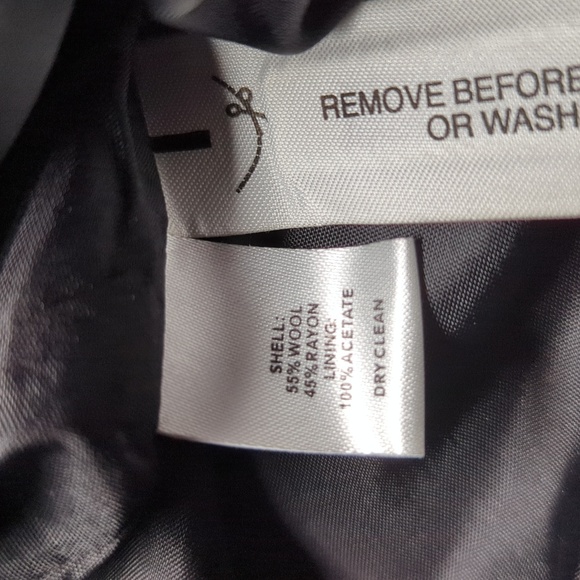 REMOVE BEFORE
OR WASH
SHELL:
55% WOOL
45% RAYON
LINING:
100% ACETATE
DRY CLEAN